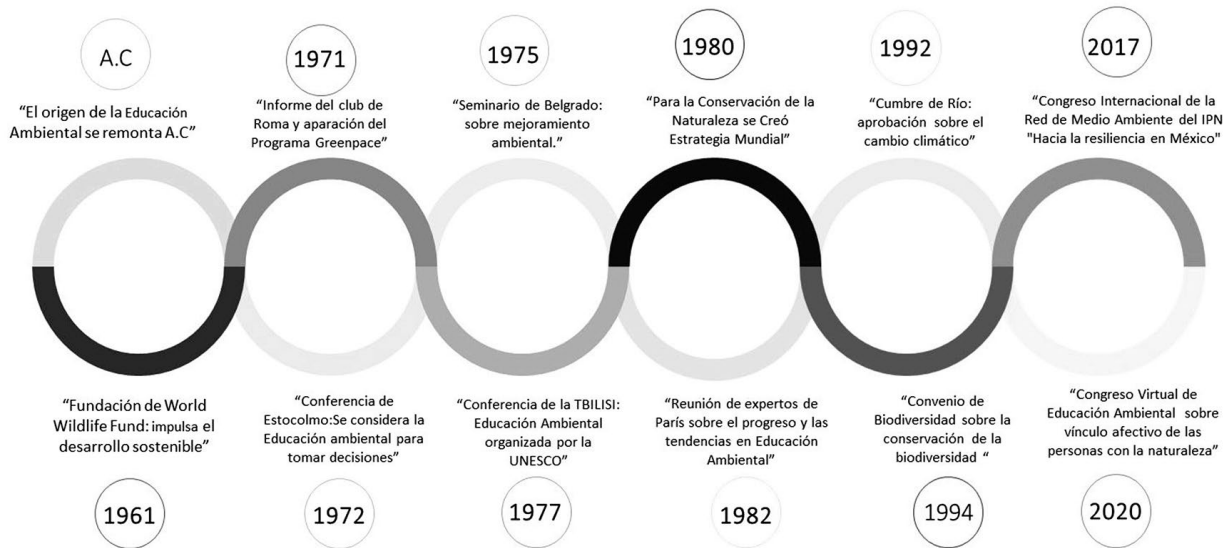 A.C
"El origen de la Educación
Ambiental se remonta A.C"
1971
"Informe del club de
Roma y aparación del
Programa Greenpace"
1975
"Seminario de Belgrado:
sobre mejoramiento
ambiental."
1980
"Para la Conservación de la
Naturaleza se Creó
Estrategia Mundial"
1992
"Cumbre de Río:
aprobación sobre el
cambio climático"
2017
"Congreso Internacional de la
Red de Medio Ambiente del IPN
"Hacia la resiliencia en México"
"Fundación de World
Wildlife Fund: impulsa el
desarrollo sostenible"
1961
"Conferencia de
Estocolmo:Se considera la
Educación ambiental para
tomar decisiones"
1972
"Conferencia de la TBILISI:
Educación Ambiental
organizada por la
UNESCO"
1977
"Reunión de expertos de
París sobre el progreso y las
tendencias en Educación
Ambiental"
1982
"Convenio de
Biodiversidad sobre la
conservación de la
biodiversidad "
1994
"Congreso Virtual de
Educación Ambiental sobre
vínculo afectivo de las
personas con la naturaleza"
2020